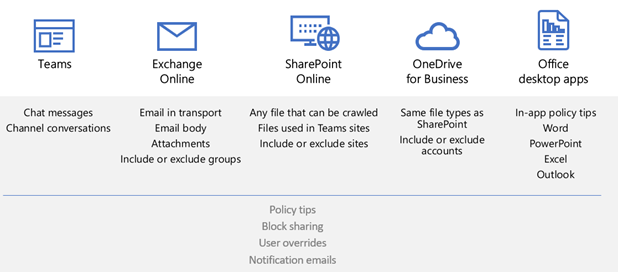 Teams
Chat messages
Channel conversations
Exchange
Online
Email in transport
Email body
Attachments
Include or exclude groups
SharePoint
Online
Any file that can be crawled
Files used in Teams sites
Include or exclude sites
OneDrive
for Business
Same file types as
SharePoint
Include or exclude
accounts
Office
desktop apps
In-app policy tips
Word
PowerPoint
Excel
Outlook
Policy tips
Block sharing
User overrides
Notification emails